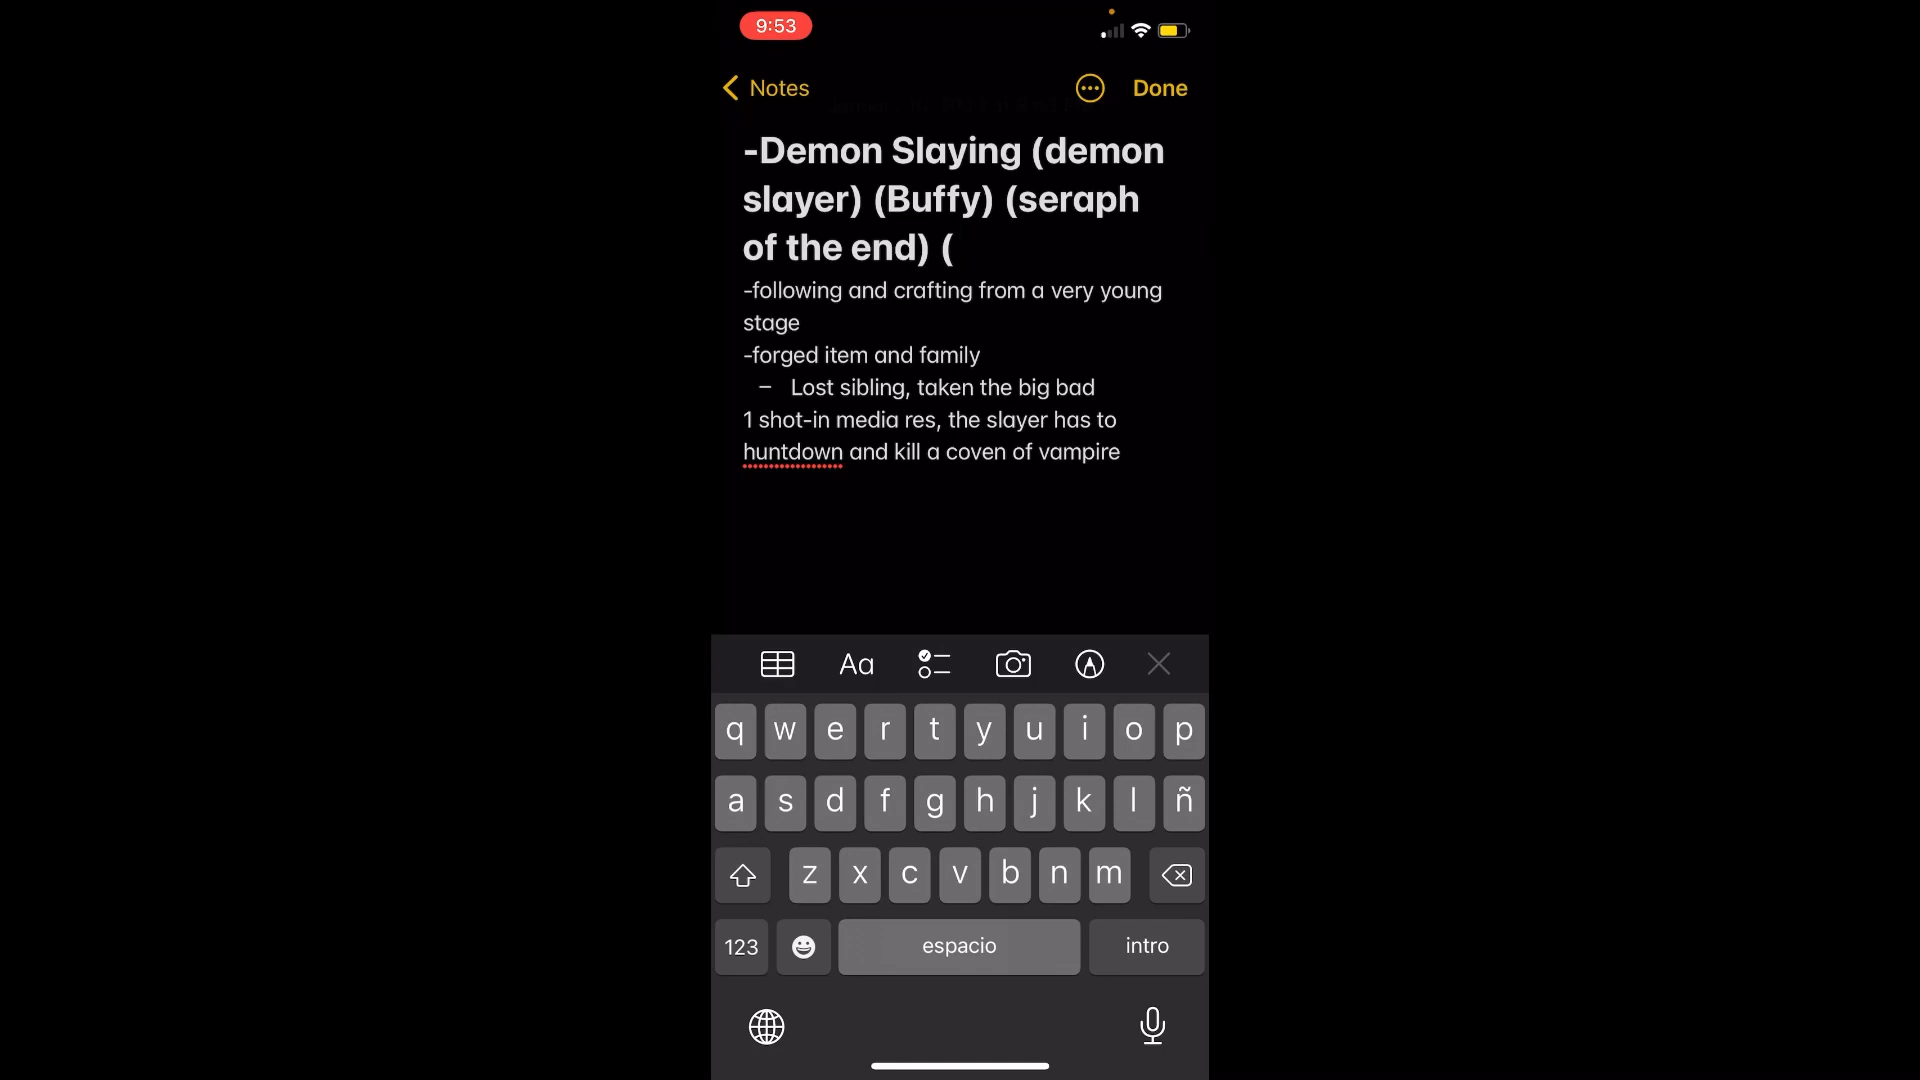 9:53
Notes
Done
-Demon Slaying (demon
slayer) (Buffy) (seraph
of the end) (
-following and crafting from a very young
stage
-forged item and family
– Lost sibling, taken the big bad
1 shot-in media res, the slayer has to
huntdown and kill a coven of vampire
Aa
q w e r t y u i o p
a s d f g h j k l ñ
z x c v b n m
123 espacio intro